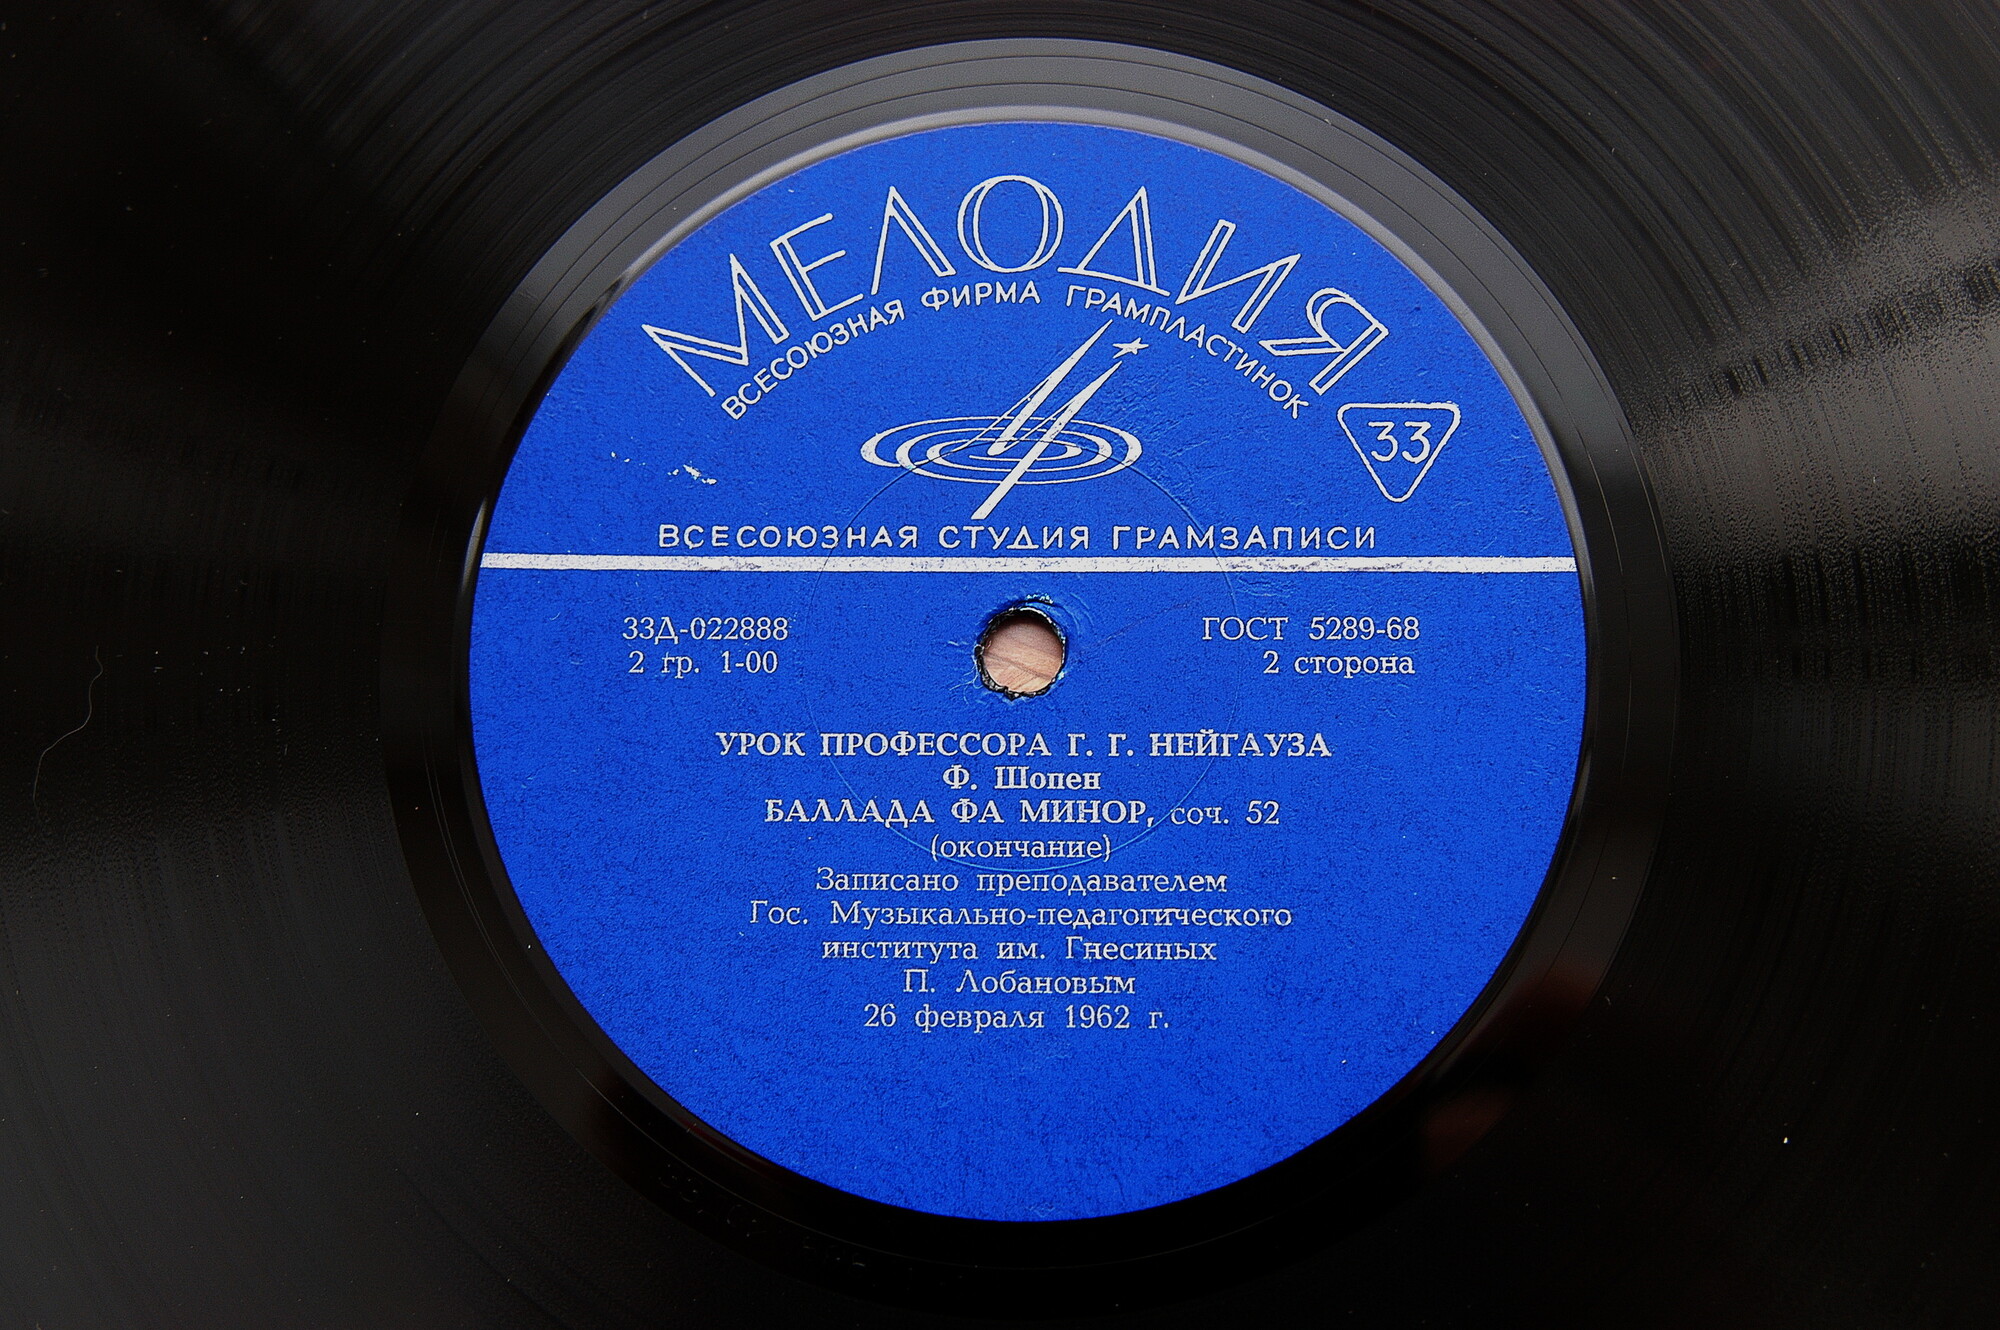 МЕЛОДИЯ
ВСЕСОЮЗНАЯ ФИРМА ГРАМПЛАСТИНОК
33
ВСЕСОЮЗНАЯ СТУДИЯ ГРАМЗАПИСИ
33Д-022888 ГОСТ 5289-68
2 гр. 1-00 2 сторона
УРОК ПРОФЕССОРА Г. Г. НЕЙГАУЗА
Ф. Шопен
БАЛЛАДА ФА МИНОР, соч. 52
(окончание)
Записано преподавателем
Гос. Музыкально-педагогического
института им. Гнесиных
П. Лобановым
26 февраля 1962 г.